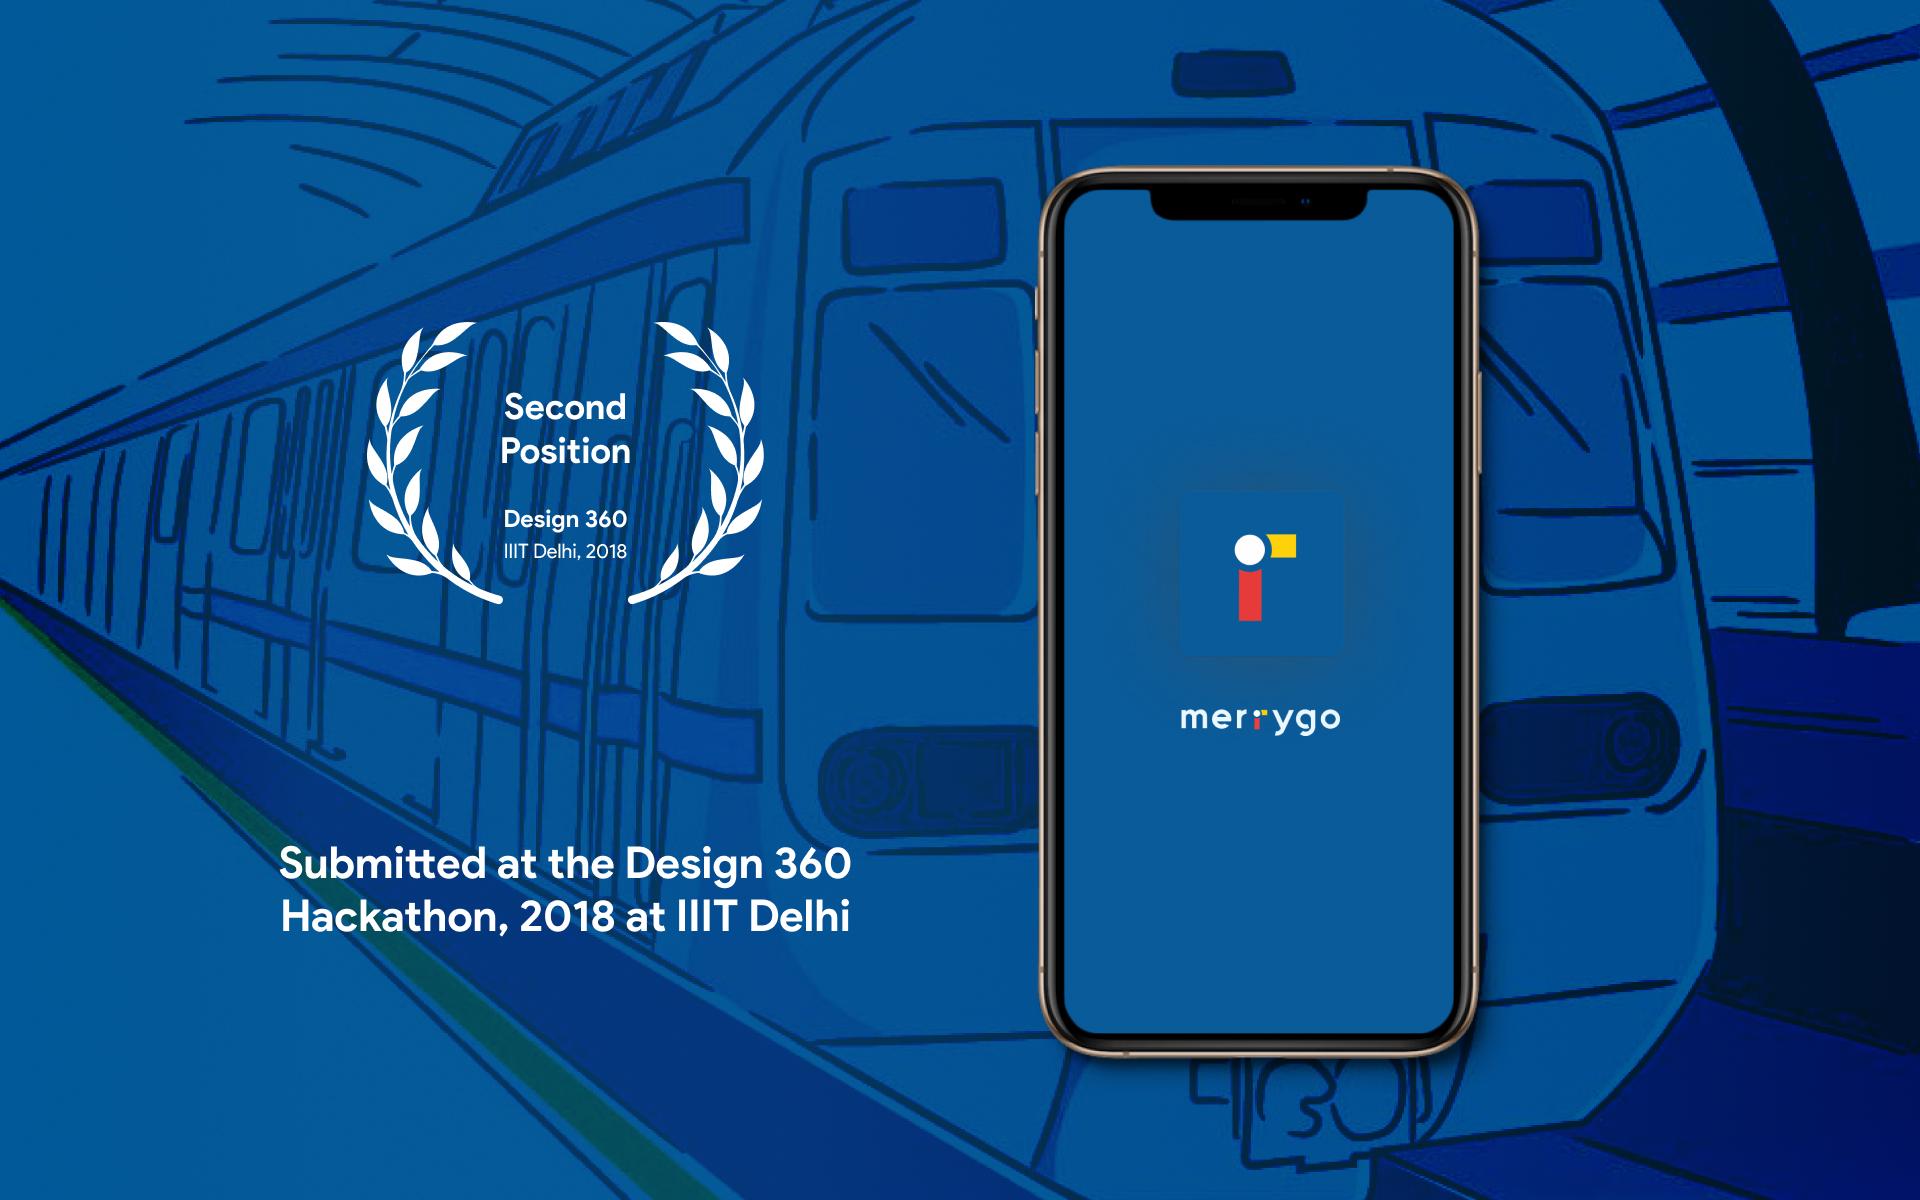 Second
Position
Design 360
IIIT Delhi, 2018
merrygo
Submitted at the Design 360
Hackathon, 2018 at IIIT Delhi